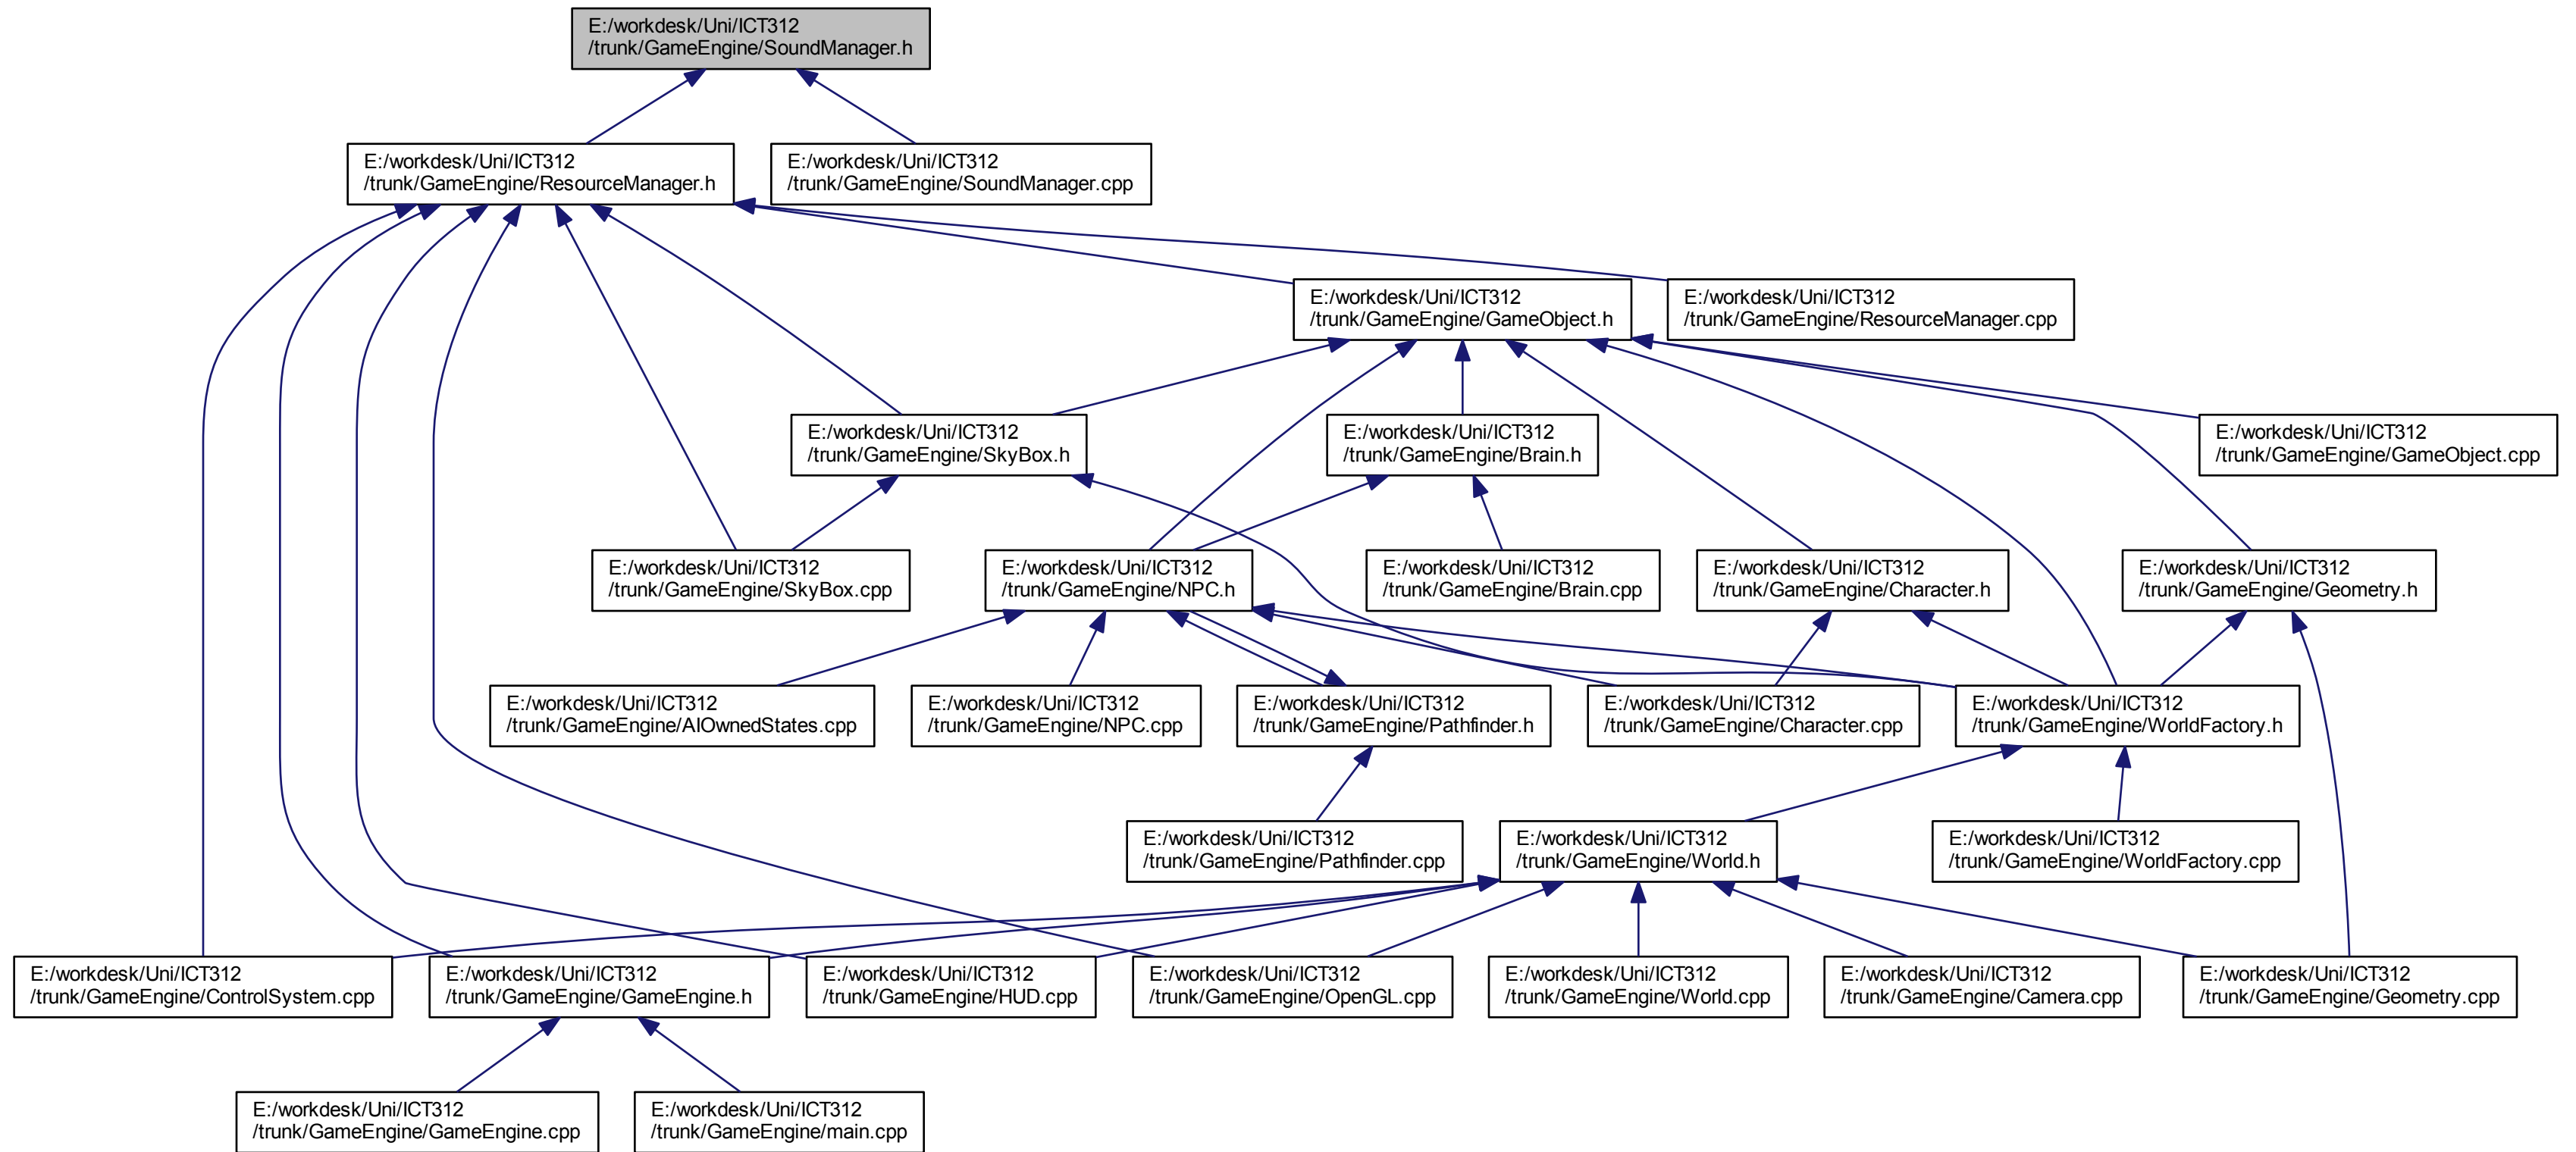 E:/workdesk/Uni/ICT312
/trunk/GameEngine/SoundManager.h
E:/workdesk/Uni/ICT312
/trunk/GameEngine/ResourceManager.h
E:/workdesk/Uni/ICT312
/trunk/GameEngine/SoundManager.cpp
E:/workdesk/Uni/ICT312
/trunk/GameEngine/GameObject.h
E:/workdesk/Uni/ICT312
/trunk/GameEngine/ResourceManager.cpp
E:/workdesk/Uni/ICT312
/trunk/GameEngine/SkyBox.h
E:/workdesk/Uni/ICT312
/trunk/GameEngine/Brain.h
E:/workdesk/Uni/ICT312
/trunk/GameEngine/GameObject.cpp
E:/workdesk/Uni/ICT312
/trunk/GameEngine/SkyBox.cpp
E:/workdesk/Uni/ICT312
/trunk/GameEngine/NPC.h
E:/workdesk/Uni/ICT312
/trunk/GameEngine/Brain.cpp
E:/workdesk/Uni/ICT312
/trunk/GameEngine/Character.h
E:/workdesk/Uni/ICT312
/trunk/GameEngine/Geometry.h
E:/workdesk/Uni/ICT312
/trunk/GameEngine/AIOwnedStates.cpp
E:/workdesk/Uni/ICT312
/trunk/GameEngine/NPC.cpp
E:/workdesk/Uni/ICT312
/trunk/GameEngine/Pathfinder.h
E:/workdesk/Uni/ICT312
/trunk/GameEngine/Character.cpp
E:/workdesk/Uni/ICT312
/trunk/GameEngine/WorldFactory.h
E:/workdesk/Uni/ICT312
/trunk/GameEngine/Pathfinder.cpp
E:/workdesk/Uni/ICT312
/trunk/GameEngine/World.h
E:/workdesk/Uni/ICT312
/trunk/GameEngine/WorldFactory.cpp
E:/workdesk/Uni/ICT312
/trunk/GameEngine/ControlSystem.cpp
E:/workdesk/Uni/ICT312
/trunk/GameEngine/GameEngine.h
E:/workdesk/Uni/ICT312
/trunk/GameEngine/HUD.cpp
E:/workdesk/Uni/ICT312
/trunk/GameEngine/OpenGL.cpp
E:/workdesk/Uni/ICT312
/trunk/GameEngine/World.cpp
E:/workdesk/Uni/ICT312
/trunk/GameEngine/Camera.cpp
E:/workdesk/Uni/ICT312
/trunk/GameEngine/Geometry.cpp
E:/workdesk/Uni/ICT312
/trunk/GameEngine/GameEngine.cpp
E:/workdesk/Uni/ICT312
/trunk/GameEngine/main.cpp